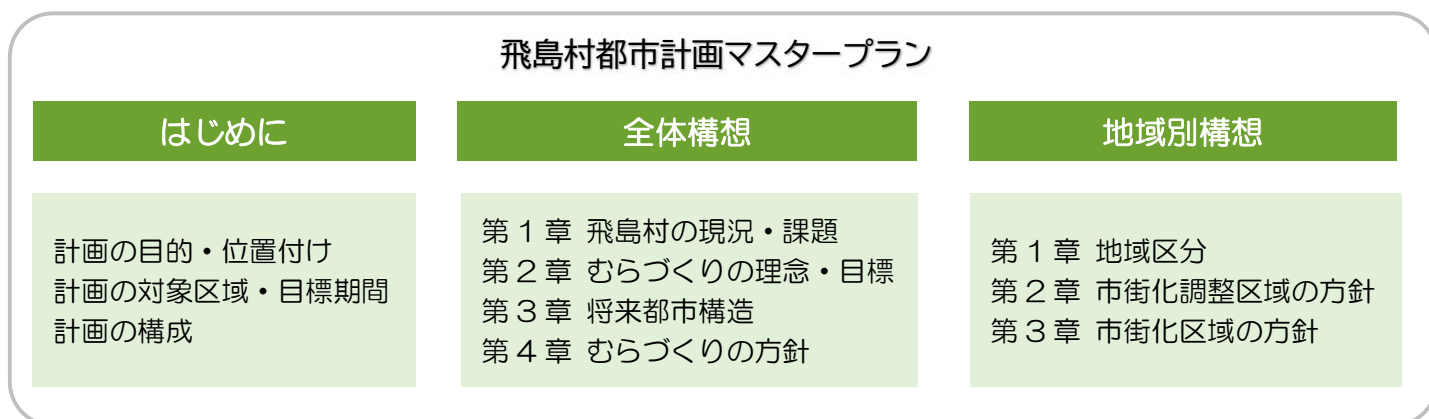 飛島村都市計画マスタープラン
はじめに
計画の目的・位置付け
計画の対象区域・目標期間
計画の構成
全体構想
第1章 飛島村の現況・課題
第2章 むらづくりの理念・目標
第3章 将来都市構造
第4章 むらづくりの方針
地域別構想
第1章 地域区分
第2章 市街化調整区域の方針
第3章 市街化区域の方針